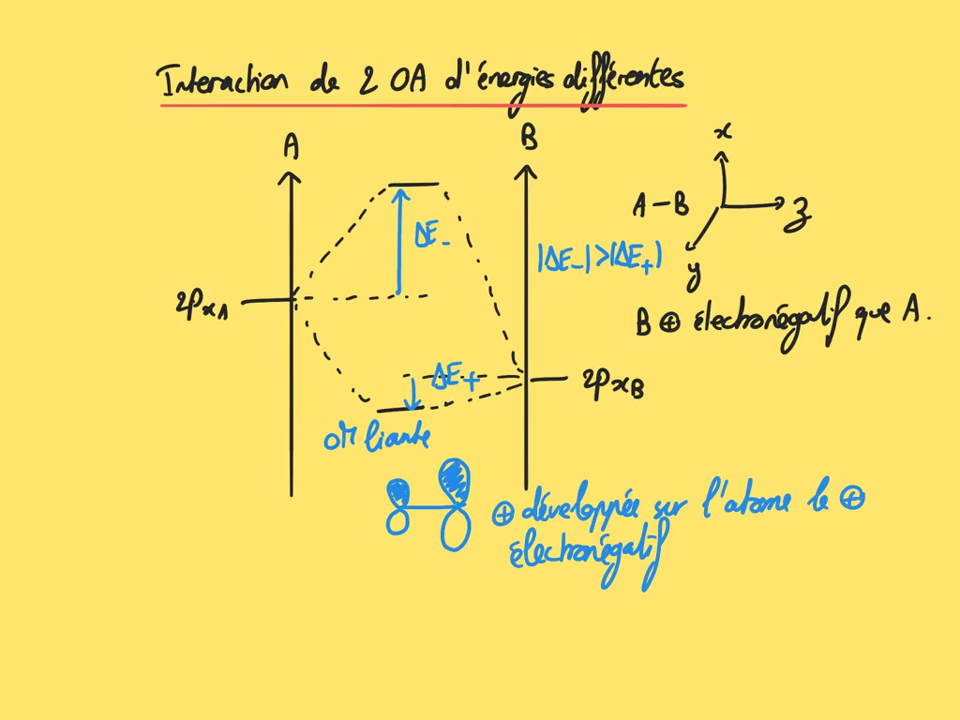 Interaction de 2 OA d'énergies différentes
A
B
x
A-B
z
y
ΔE-
|ΔE-|>|ΔE+|
2pxA
B ⊕ électronégatif que A.
ΔE+
2pxB
OM liante
⊕ développée sur l'atome le ⊕
électronégatif